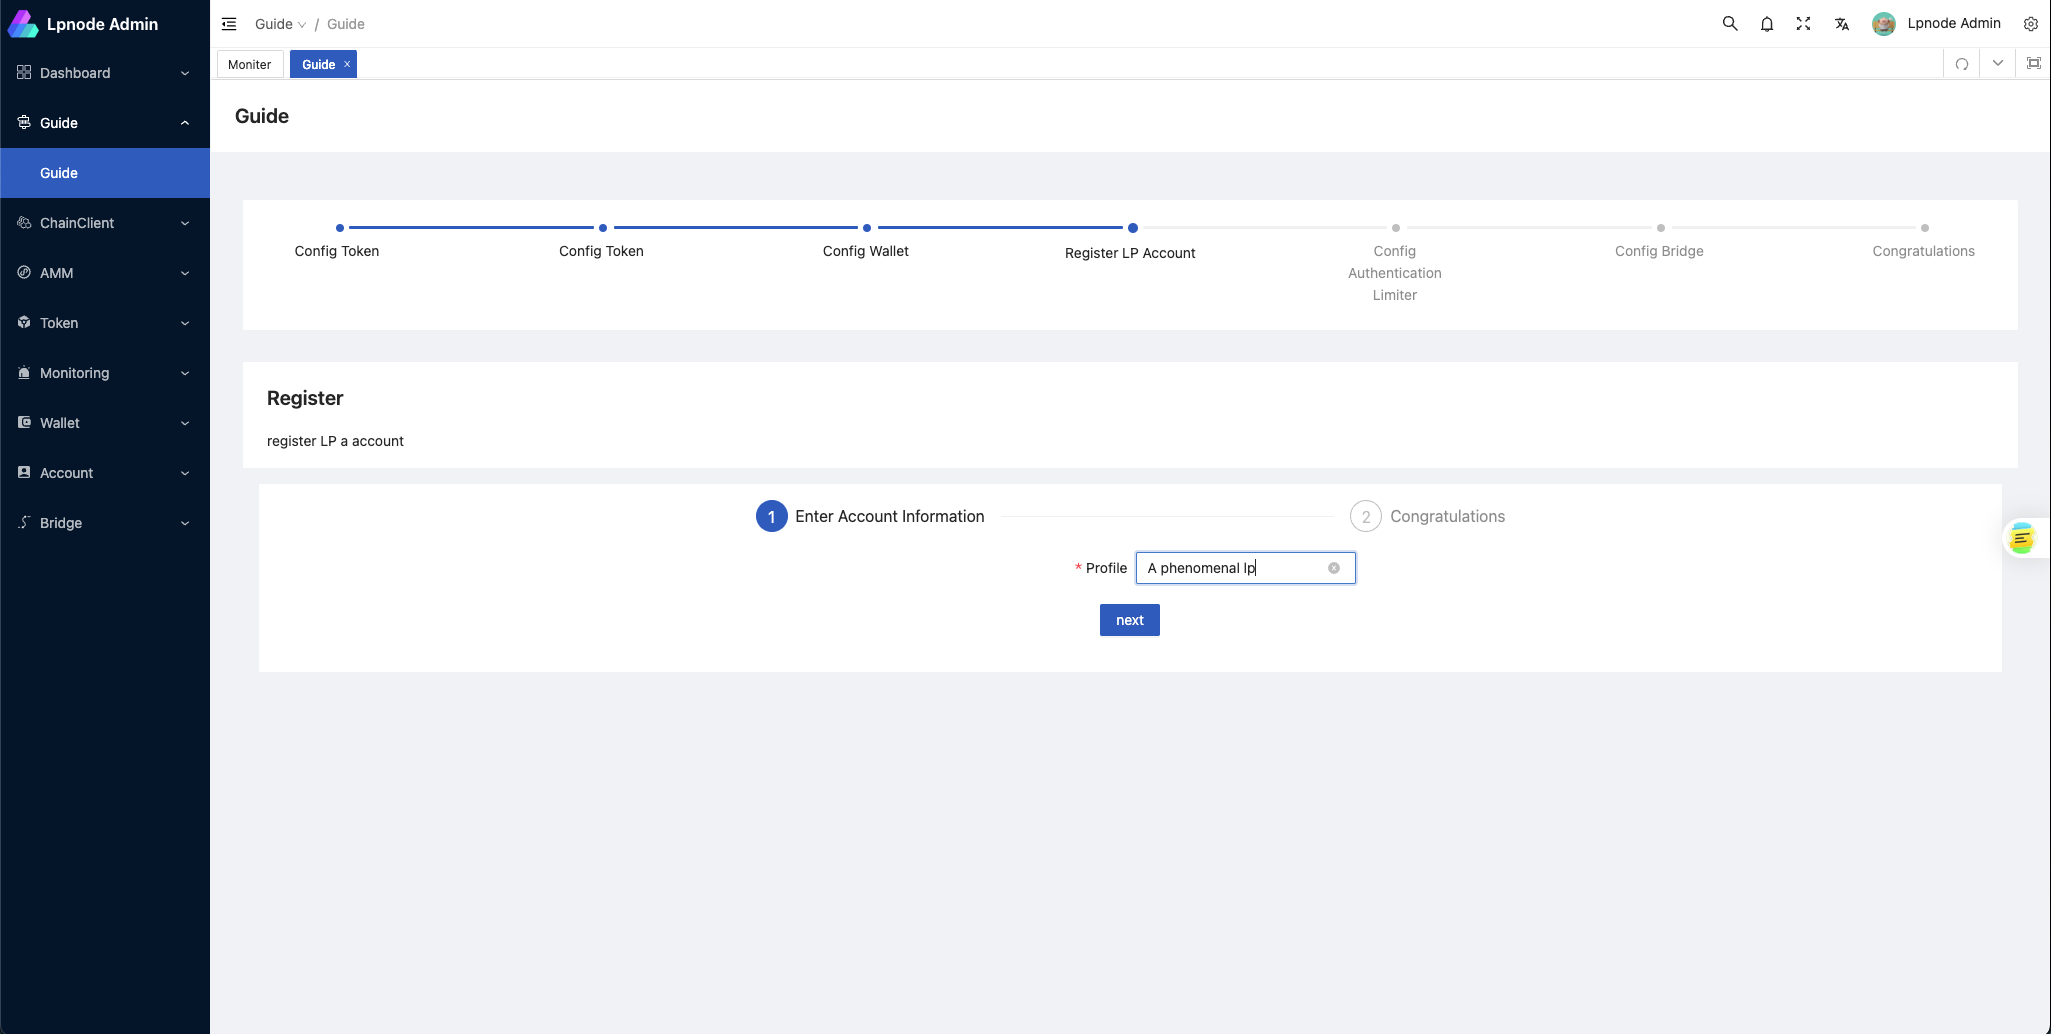 Lpnode Admin
Guide / Guide
Lpnode Admin
Dashboard
Guide
Guide
ChainClient
AMM
Token
Monitoring
Wallet
Account
Bridge
Moniter
Guide ×
Guide
Config Token
Config Token
Config Wallet
Register LP Account
Config
Authentication
Limiter
Config Bridge
Congratulations
Register
register LP a account
1 Enter Account Information
2 Congratulations
* Profile A phenomenal lp
next